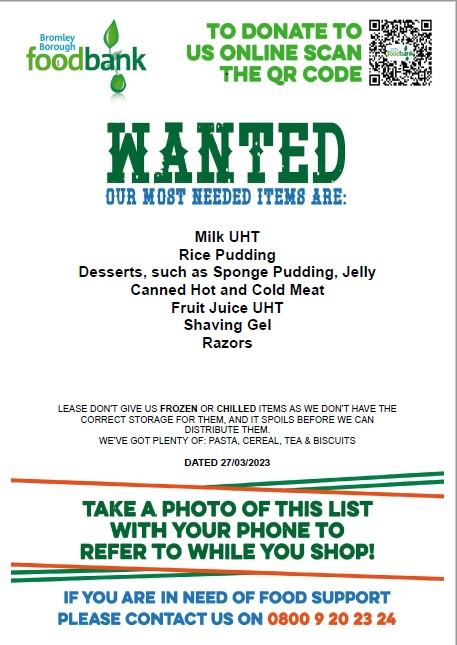 Bromley
Borough
foodbank
TO DONATE TO
US ONLINE SCAN
THE QR CODE
WANTED
OUR MOST NEEDED ITEMS ARE:
Milk UHT
Rice Pudding
Desserts, such as Sponge Pudding, Jelly
Canned Hot and Cold Meat
Fruit Juice UHT
Shaving Gel
Razors
LEASE DON'T GIVE US FROZEN OR CHILLED ITEMS AS WE DON'T HAVE THE
CORRECT STORAGE FOR THEM, AND IT SPOILS BEFORE WE CAN
DISTRIBUTE THEM.
WE'VE GOT PLENTY OF: PASTA, CEREAL, TEA & BISCUITS
DATED 27/03/2023
TAKE A PHOTO OF THIS LIST
WITH YOUR PHONE TO
REFER TO WHILE YOU SHOP!
IF YOU ARE IN NEED OF FOOD SUPPORT
PLEASE CONTACT US ON 0800 9 20 23 24